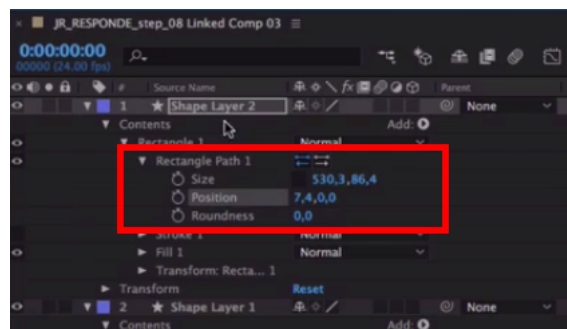 × JR_RESPONDE_step_08 Linked Comp 03 ≡
0:00:00:00
00000 (24.00 fps)
# Source Name fx Parent
1 ★ Shape Layer 2 None
Contents Add:
Rectangle 1 Normal
Rectangle Path 1
Size 530,3,86,4
Position 7,4,0,0
Roundness 0,0
Stroke 1 Normal
Fill 1 Normal
Transform: Recta... 1
Transform Reset
2 ★ Shape Layer 1 None
Contents Add: